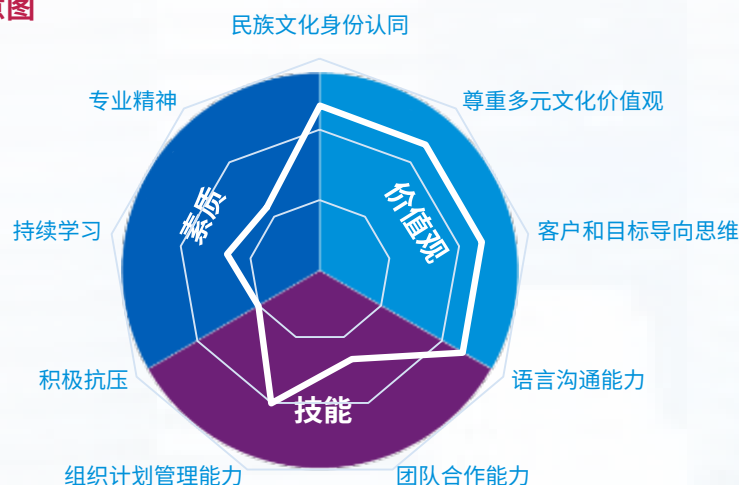 图
民族文化身份认同
专业精神
尊重多元文化价值观
素质
价值观
持续学习
客户和目标导向思维
积极抗压
语言沟通能力
技能
组织计划管理能力
团队合作能力